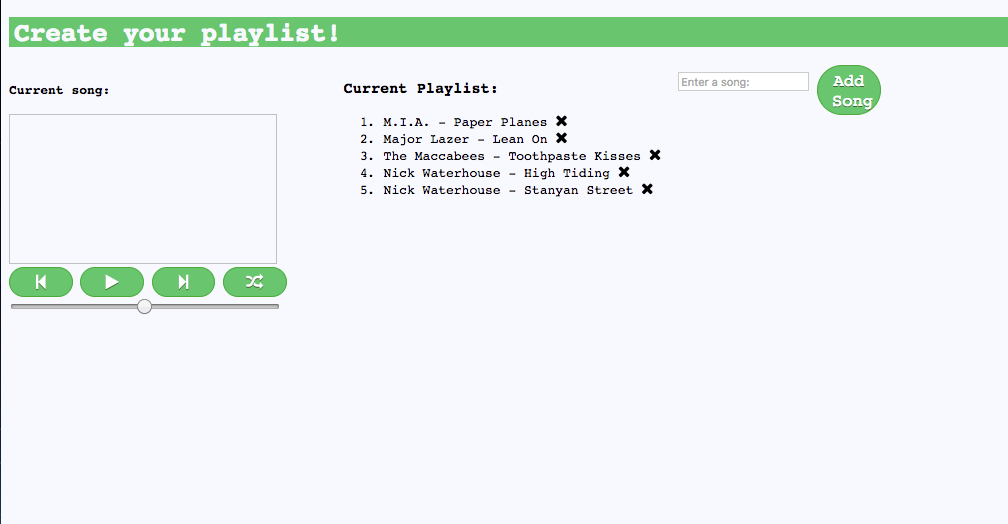 Create your playlist!
Current song:
Current Playlist:
1. M.I.A. - Paper Planes ✖
2. Major Lazer - Lean On ✖
3. The Maccabees - Toothpaste Kisses ✖
4. Nick Waterhouse - High Tiding ✖
5. Nick Waterhouse - Stanyan Street ✖
Enter a song:
Add
Song